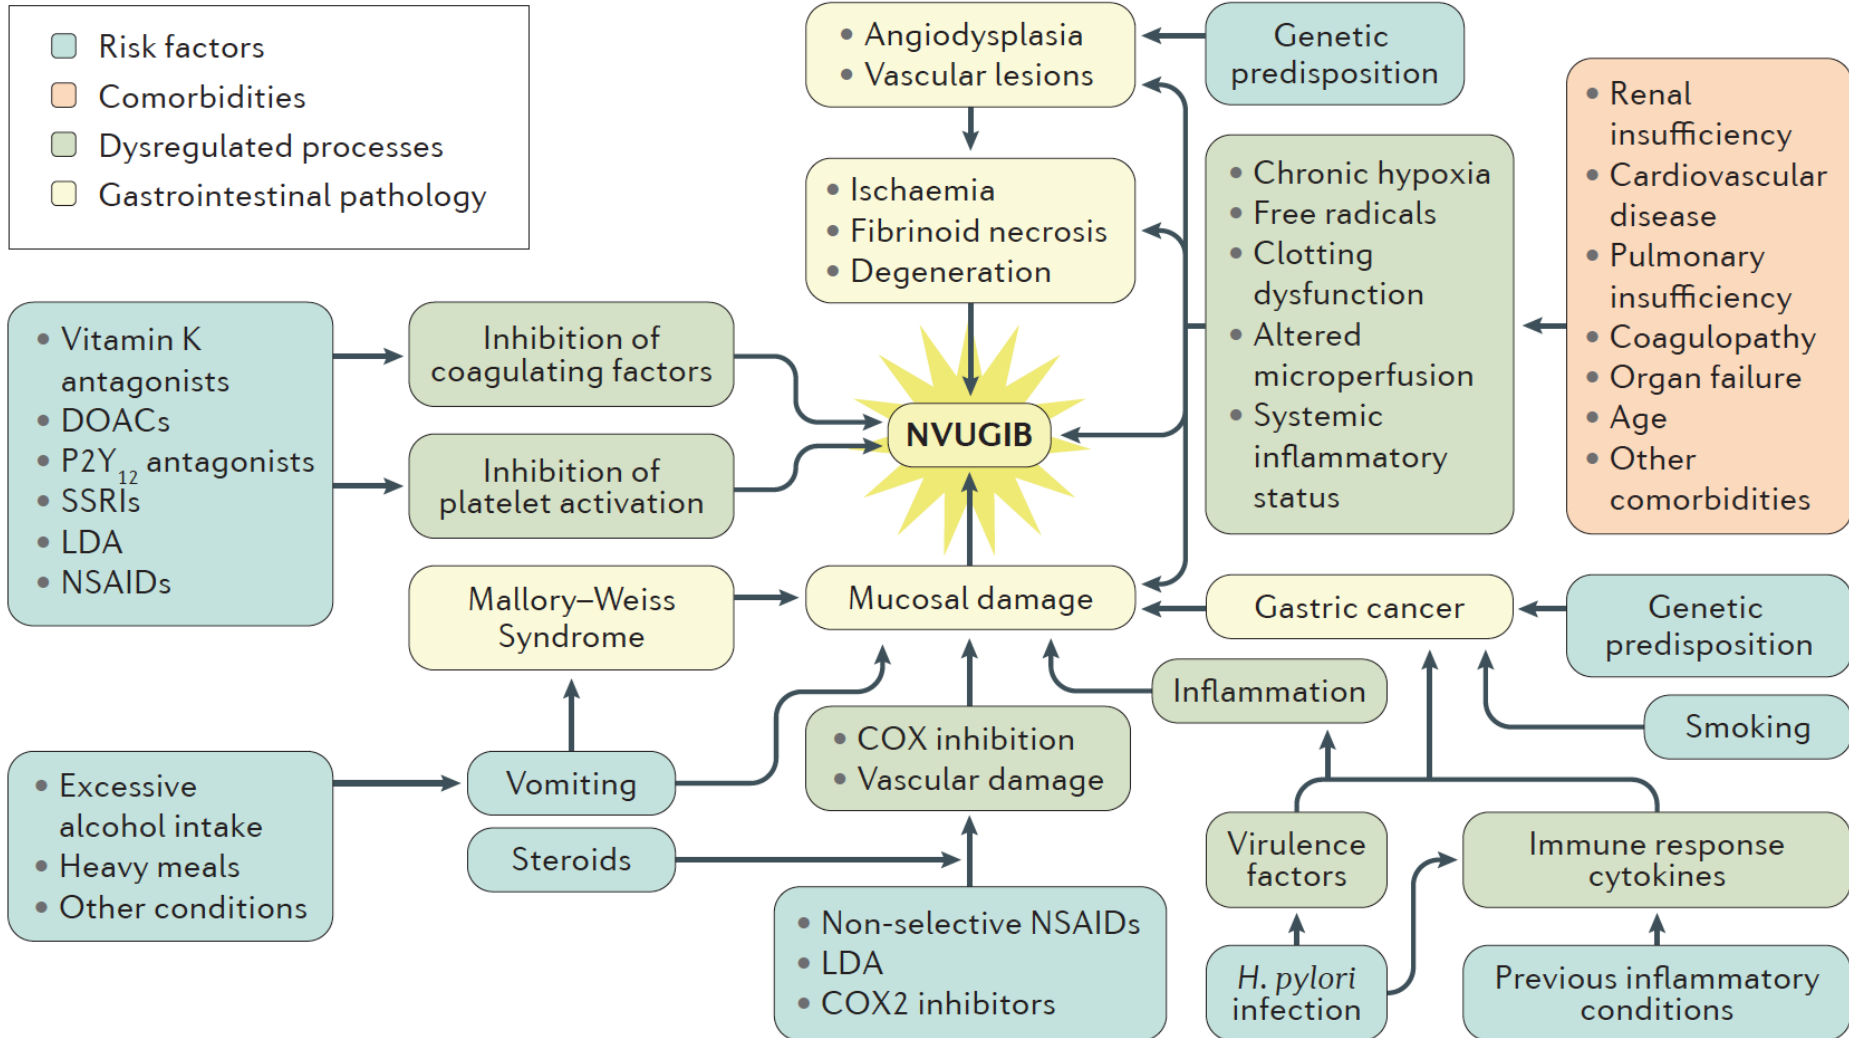 Risk factors
Comorbidities
Dysregulated processes
Gastrointestinal pathology
• Angiodysplasia
• Vascular lesions
Genetic
predisposition
• Renal
insufficiency
• Cardiovascular
disease
• Pulmonary
insufficiency
• Coagulopathy
• Organ failure
• Age
• Other
comorbidities
• Ischaemia
• Fibrinoid necrosis
• Degeneration
• Chronic hypoxia
• Free radicals
• Clotting
dysfunction
• Altered
microperfusion
• Systemic
inflammatory
status
• Vitamin K
antagonists
• DOACs
• P2Y₁₂ antagonists
• SSRIs
• LDA
• NSAIDs
Inhibition of
coagulating factors
Inhibition of
platelet activation
NVUGIB
Mallory–Weiss
Syndrome
Mucosal damage
Gastric cancer
Genetic
predisposition
Inflammation
Smoking
• COX inhibition
• Vascular damage
• Excessive
alcohol intake
• Heavy meals
• Other conditions
Vomiting
Steroids
Virulence
factors
Immune response
cytokines
• Non-selective NSAIDs
• LDA
• COX2 inhibitors
H. pylori
infection
Previous inflammatory
conditions